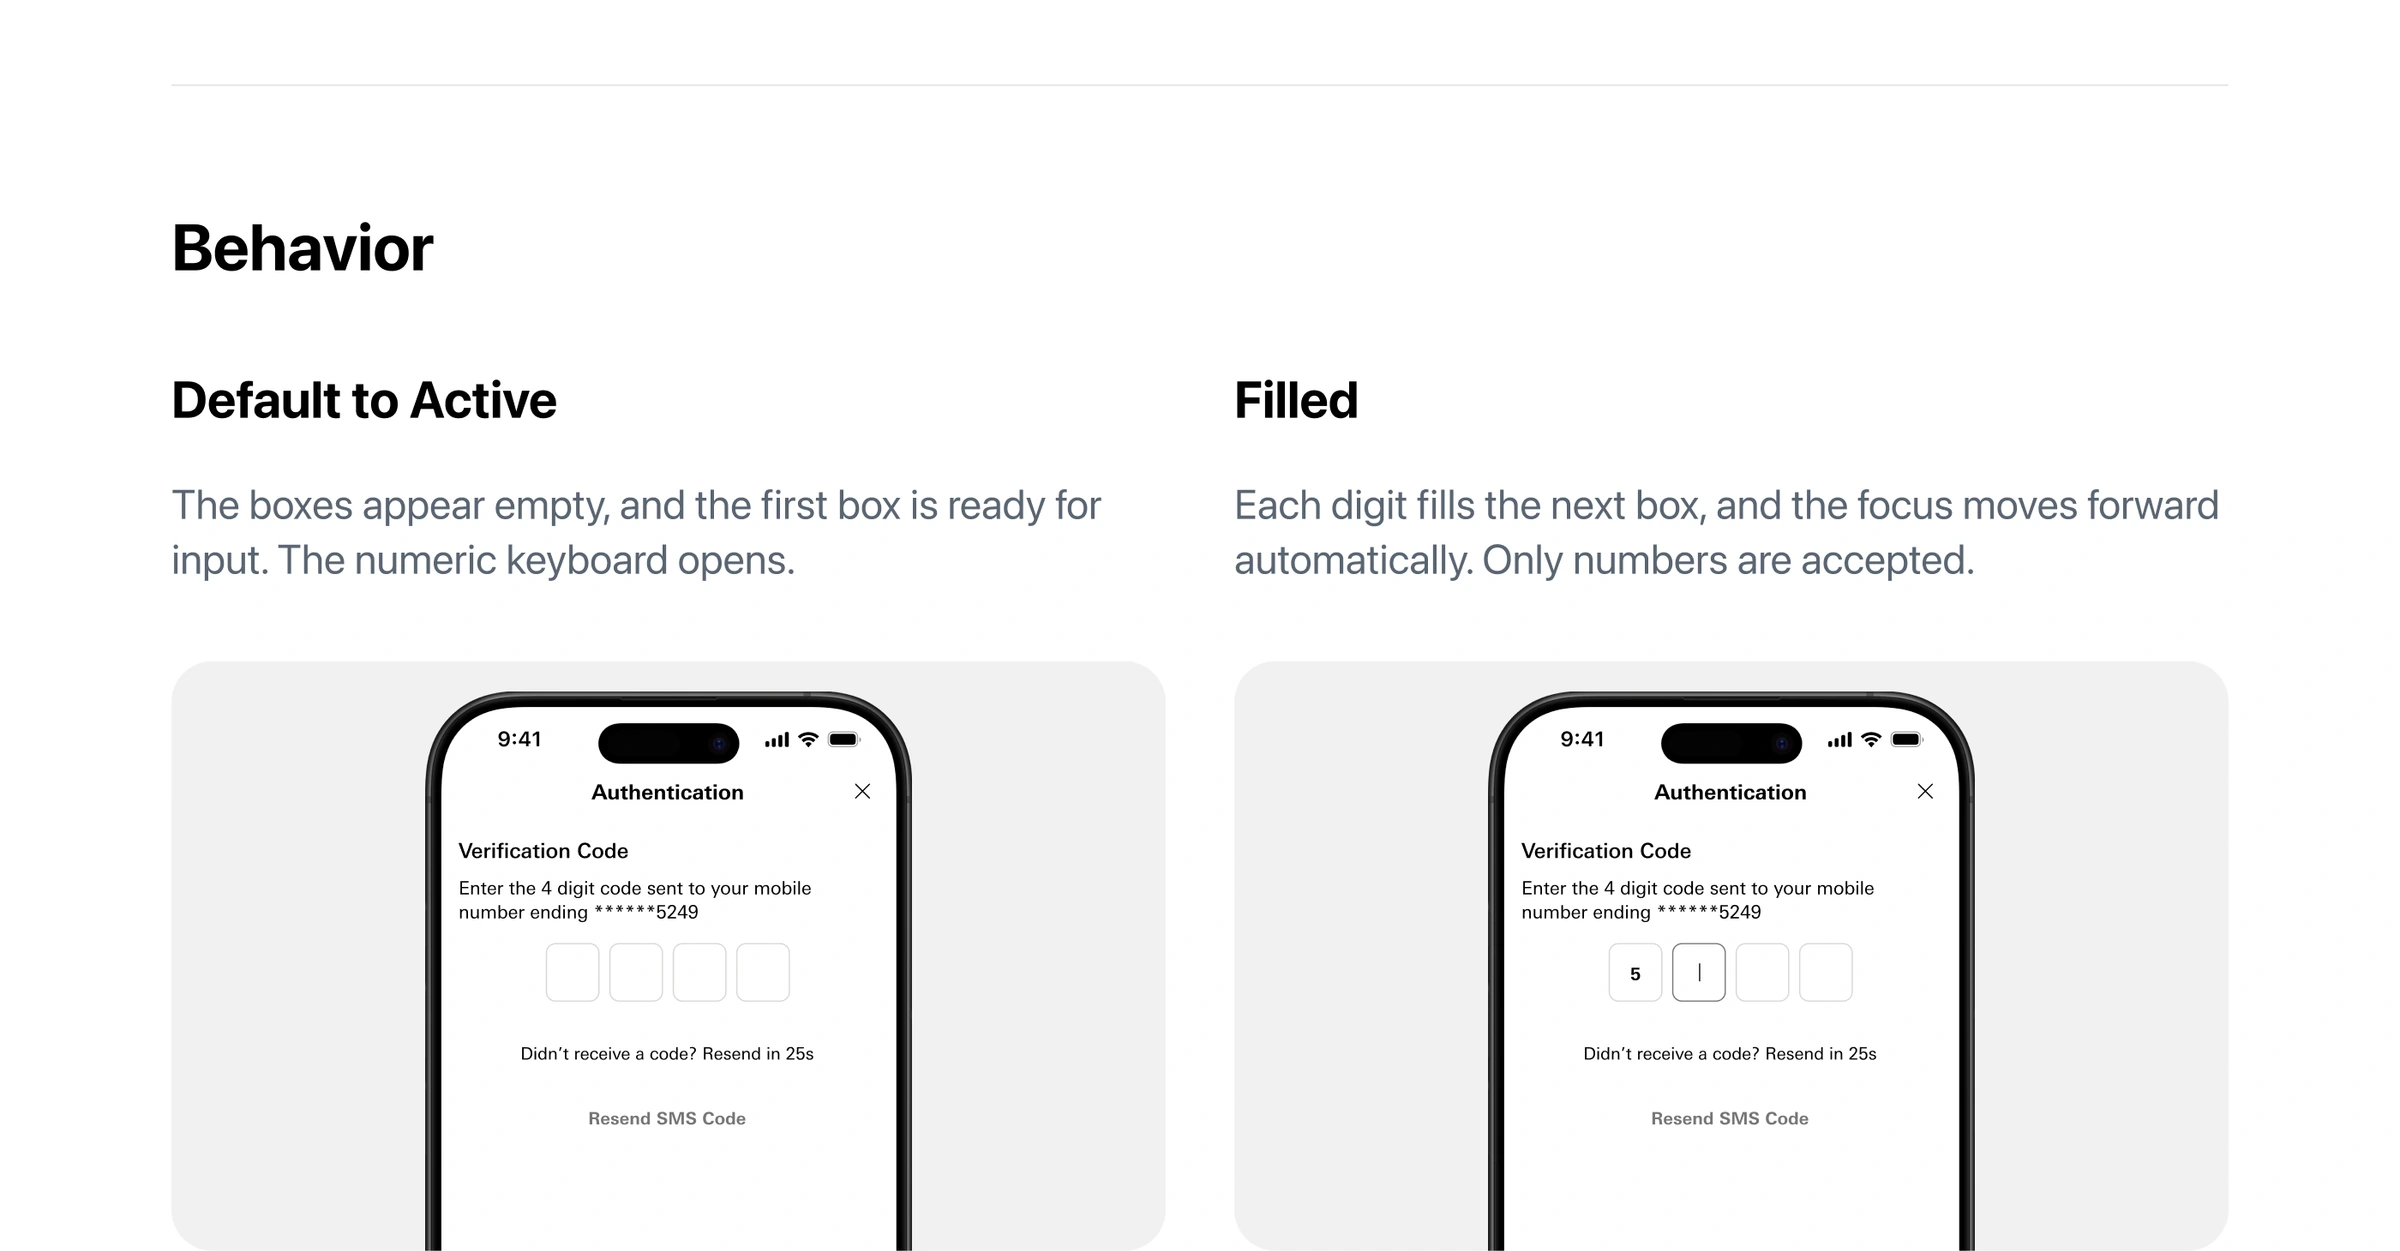 Behavior
Default to Active
The boxes appear empty, and the first box is ready for
input. The numeric keyboard opens.
9:41
Authentication
Verification Code
Enter the 4 digit code sent to your mobile
number ending ******5249
Didn’t receive a code? Resend in 25s
Resend SMS Code
Filled
Each digit fills the next box, and the focus moves forward
automatically. Only numbers are accepted.
9:41
Authentication
Verification Code
Enter the 4 digit code sent to your mobile
number ending ******5249
5
Didn’t receive a code? Resend in 25s
Resend SMS Code